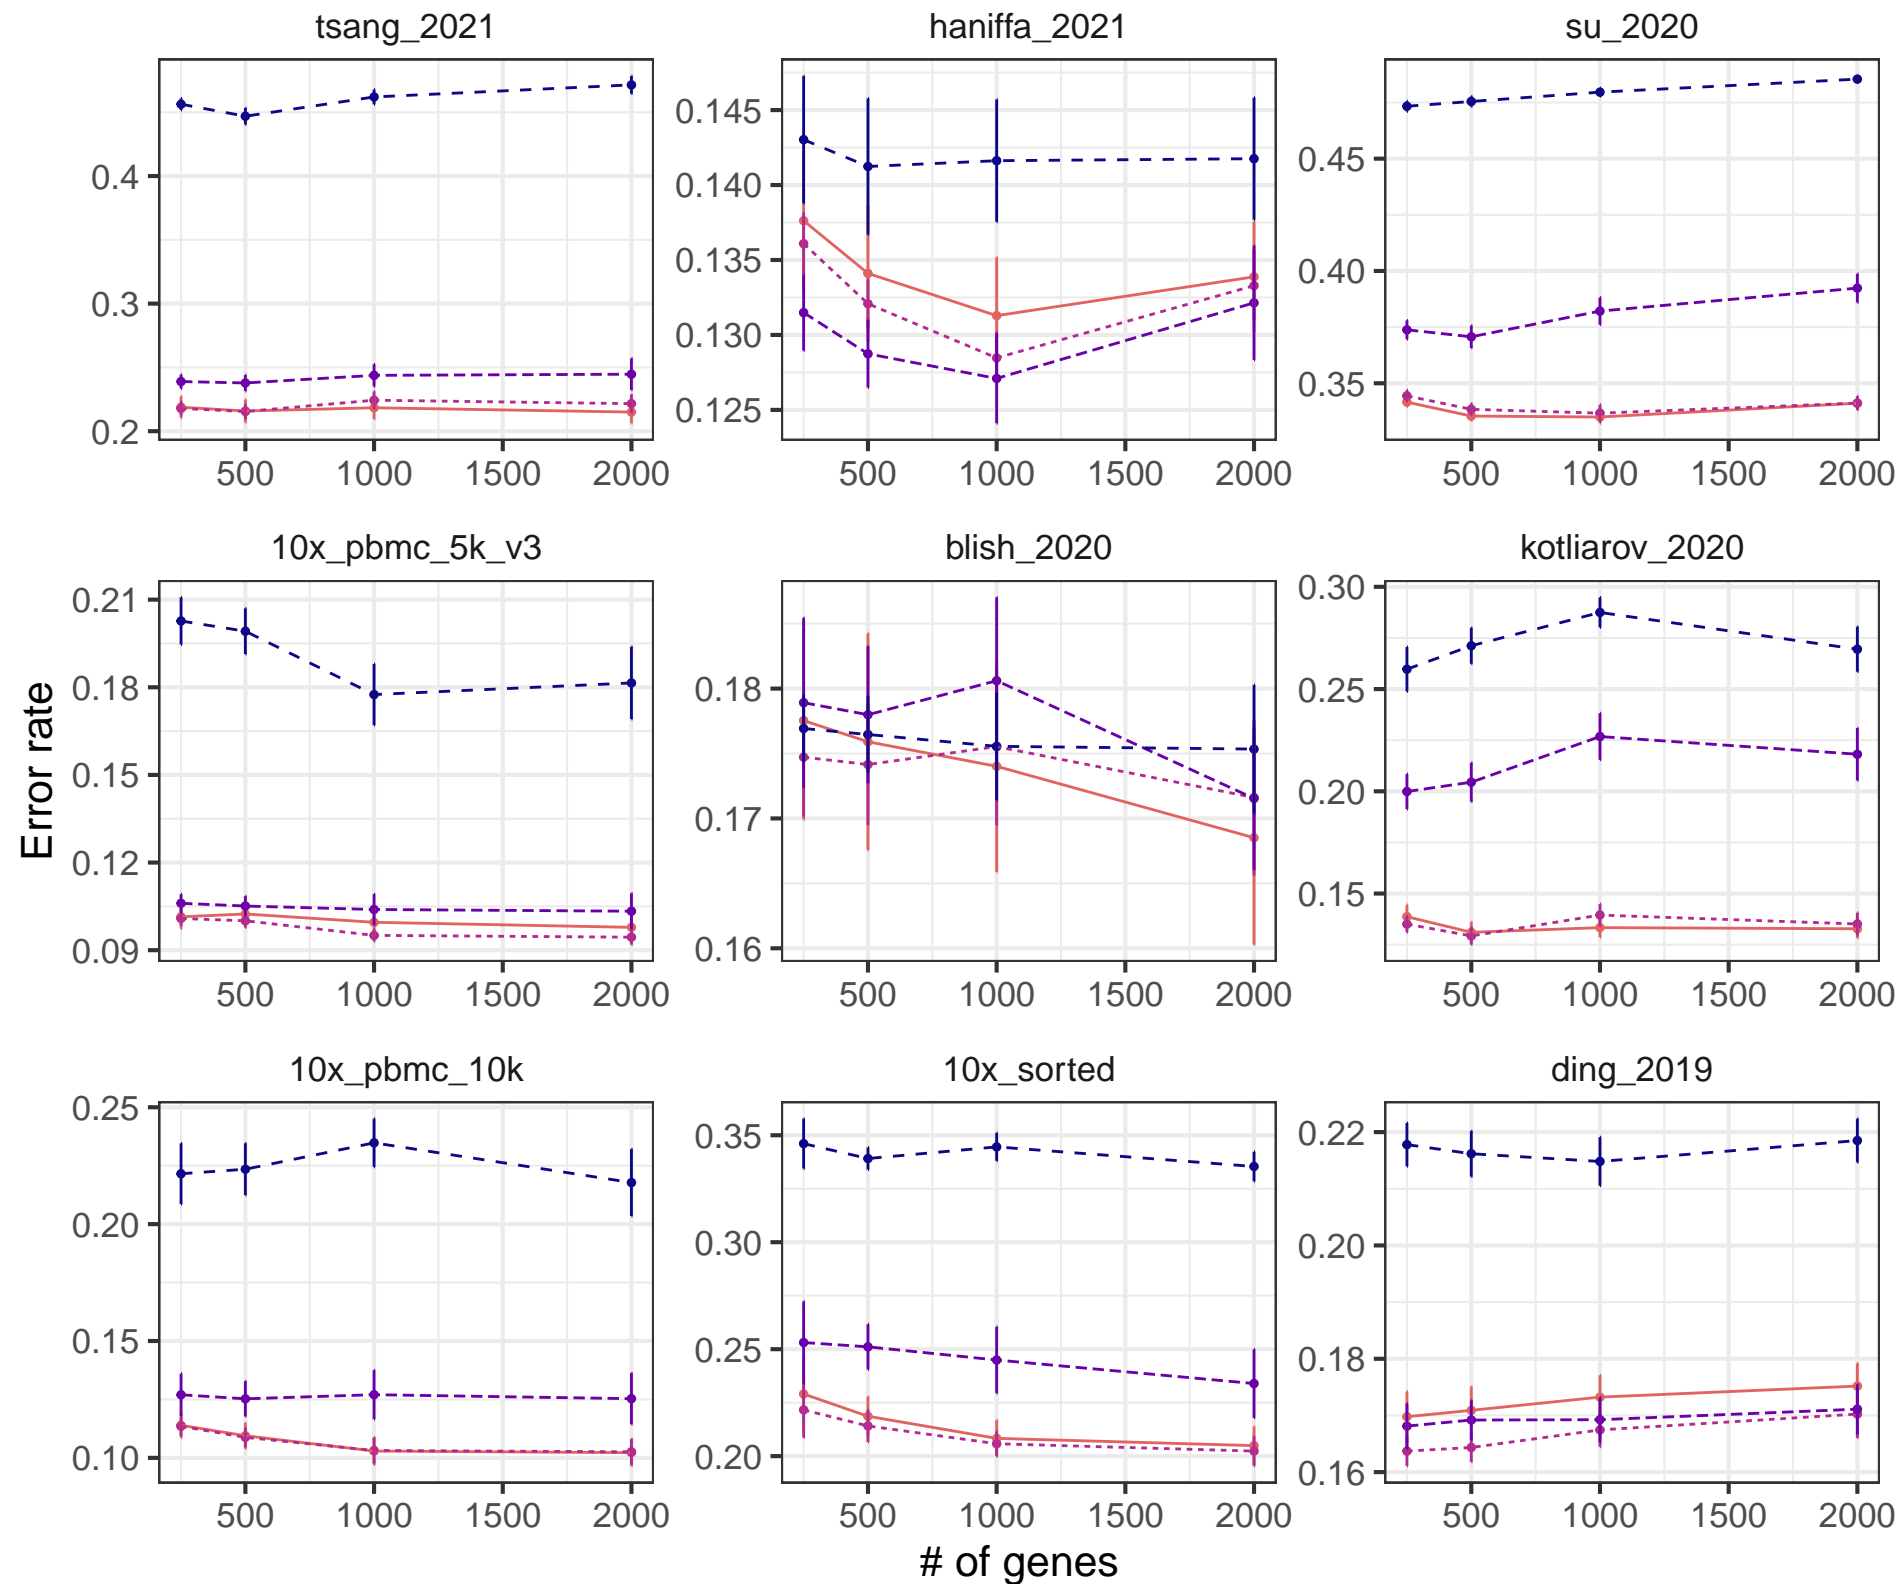 tsang_2021 haniffa_2021 su_2020
0.4
0.3
0.2
500 1000 1500 2000
0.145
0.140
0.135
0.130
0.125
500 1000 1500 2000
0.45
0.40
0.35
500 1000 1500 2000
Error rate
10x_pbmc_5k_v3 blish_2020 kotliarov_2020
0.21
0.18
0.15
0.12
0.09
500 1000 1500 2000
0.18
0.17
0.16
500 1000 1500 2000
0.30
0.25
0.20
0.15
500 1000 1500 2000
10x_pbmc_10k 10x_sorted ding_2019
0.25
0.20
0.15
0.10
500 1000 1500 2000
0.35
0.30
0.25
0.20
500 1000 1500 2000
0.22
0.20
0.18
0.16
500 1000 1500 2000
# of genes